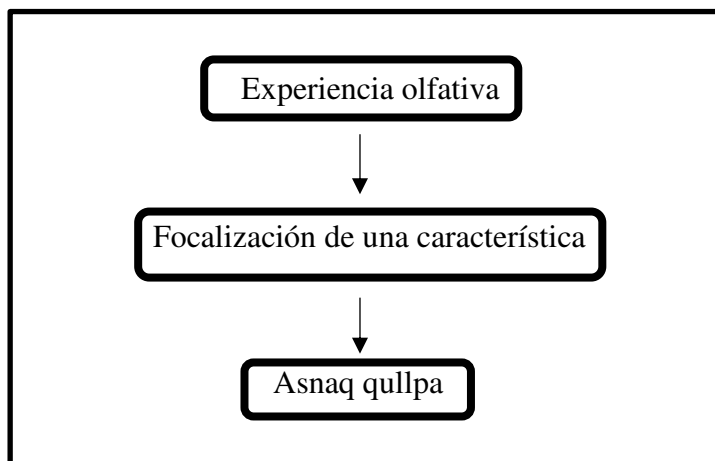 Experiencia olfativa
Focalización de una característica
Asnaq qullpa